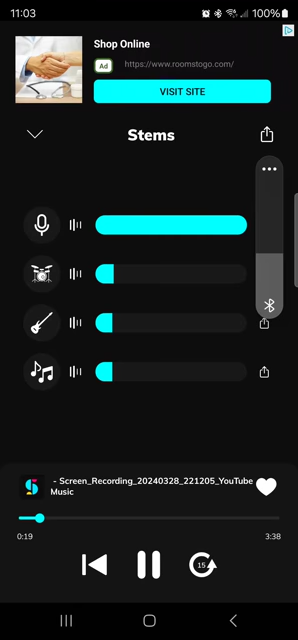 11:03
100%
Shop Online
Ad
https://www.roomstogo.com/
VISIT SITE
Stems
- Screen_Recording_20240328_221205_YouTube
Music
0:19
3:38
15